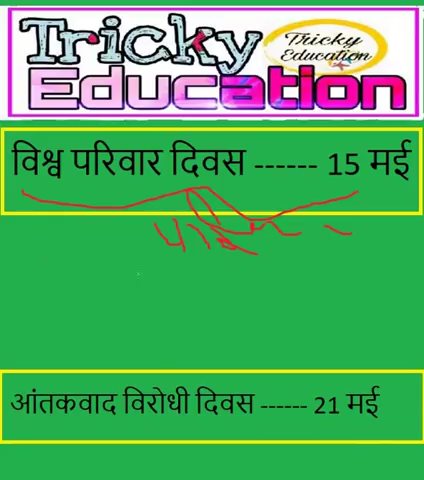 Tricky
Education
Tricky
Education
विश्व परिवार दिवस ------ 15 मई
आंतकवाद विरोधी दिवस ------ 21 मई